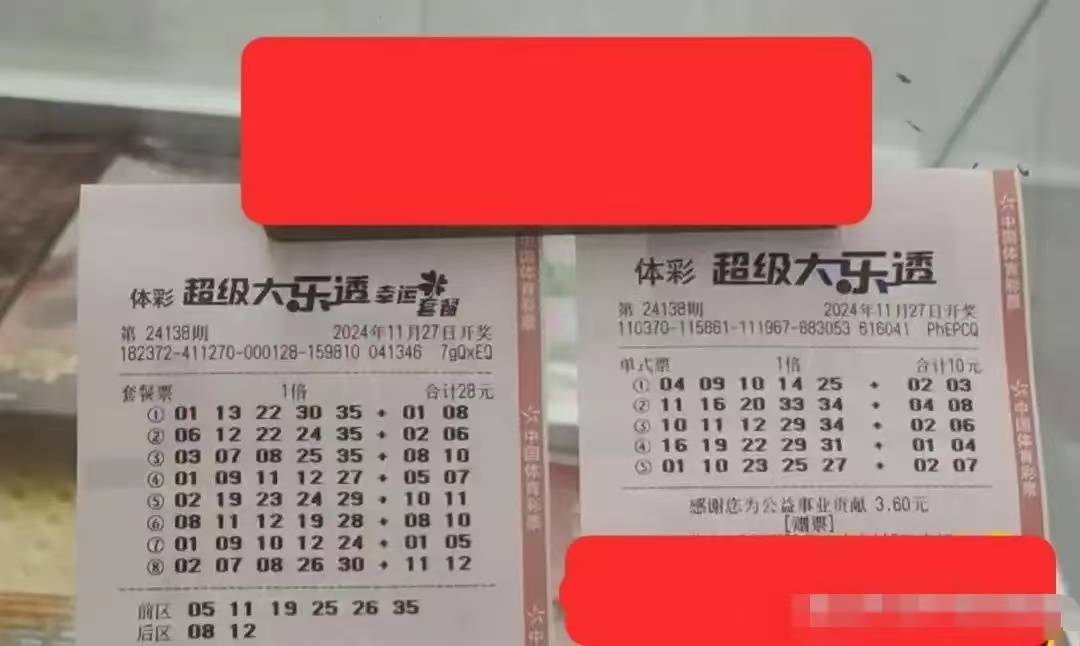 体彩 超级大乐透 幸运套餐
第 24138期 2024年11月27日开奖
182372-411270-000128-159810 041346 7gQxEQ
套餐票 1倍 合计28元
① 01 13 22 30 35 + 01 08
② 06 12 22 24 35 + 02 06
③ 03 07 08 25 35 + 08 10
④ 01 09 11 12 27 + 05 07
⑤ 02 19 23 24 29 + 10 11
⑥ 08 11 12 19 28 + 08 10
⑦ 01 09 10 12 24 + 01 05
⑧ 02 07 08 26 30 + 11 12
前区 05 11 19 25 26 35
后区 08 12
中国体育彩票
体彩 超级大乐透
第 24138期 2024年11月27日开奖
110370-115661-111967-883053 616041 PhEPCQ
单式票 1倍 合计10元
① 04 09 10 14 25 + 02 03
② 11 16 20 33 34 + 04 08
③ 10 11 12 29 34 + 02 06
④ 16 19 22 29 31 + 01 04
⑤ 01 10 23 25 27 + 02 07
感谢您为公益事业贡献 3.60元
[赠票]
中国体育彩票
中国体育彩票